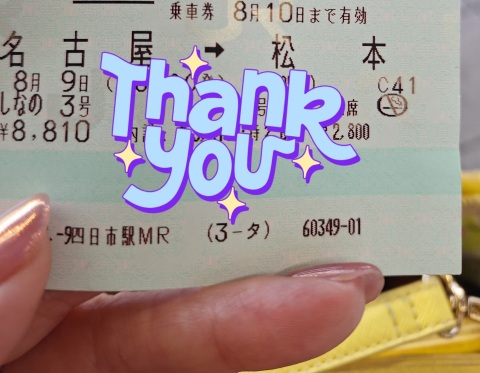 乗車券 8月10日まで有効
名古屋 → 松本
8月 9日 C41
しなの 3号 席
¥8,810 2,800
Thank
you
-9四日市駅MR (3-タ) 60349-01